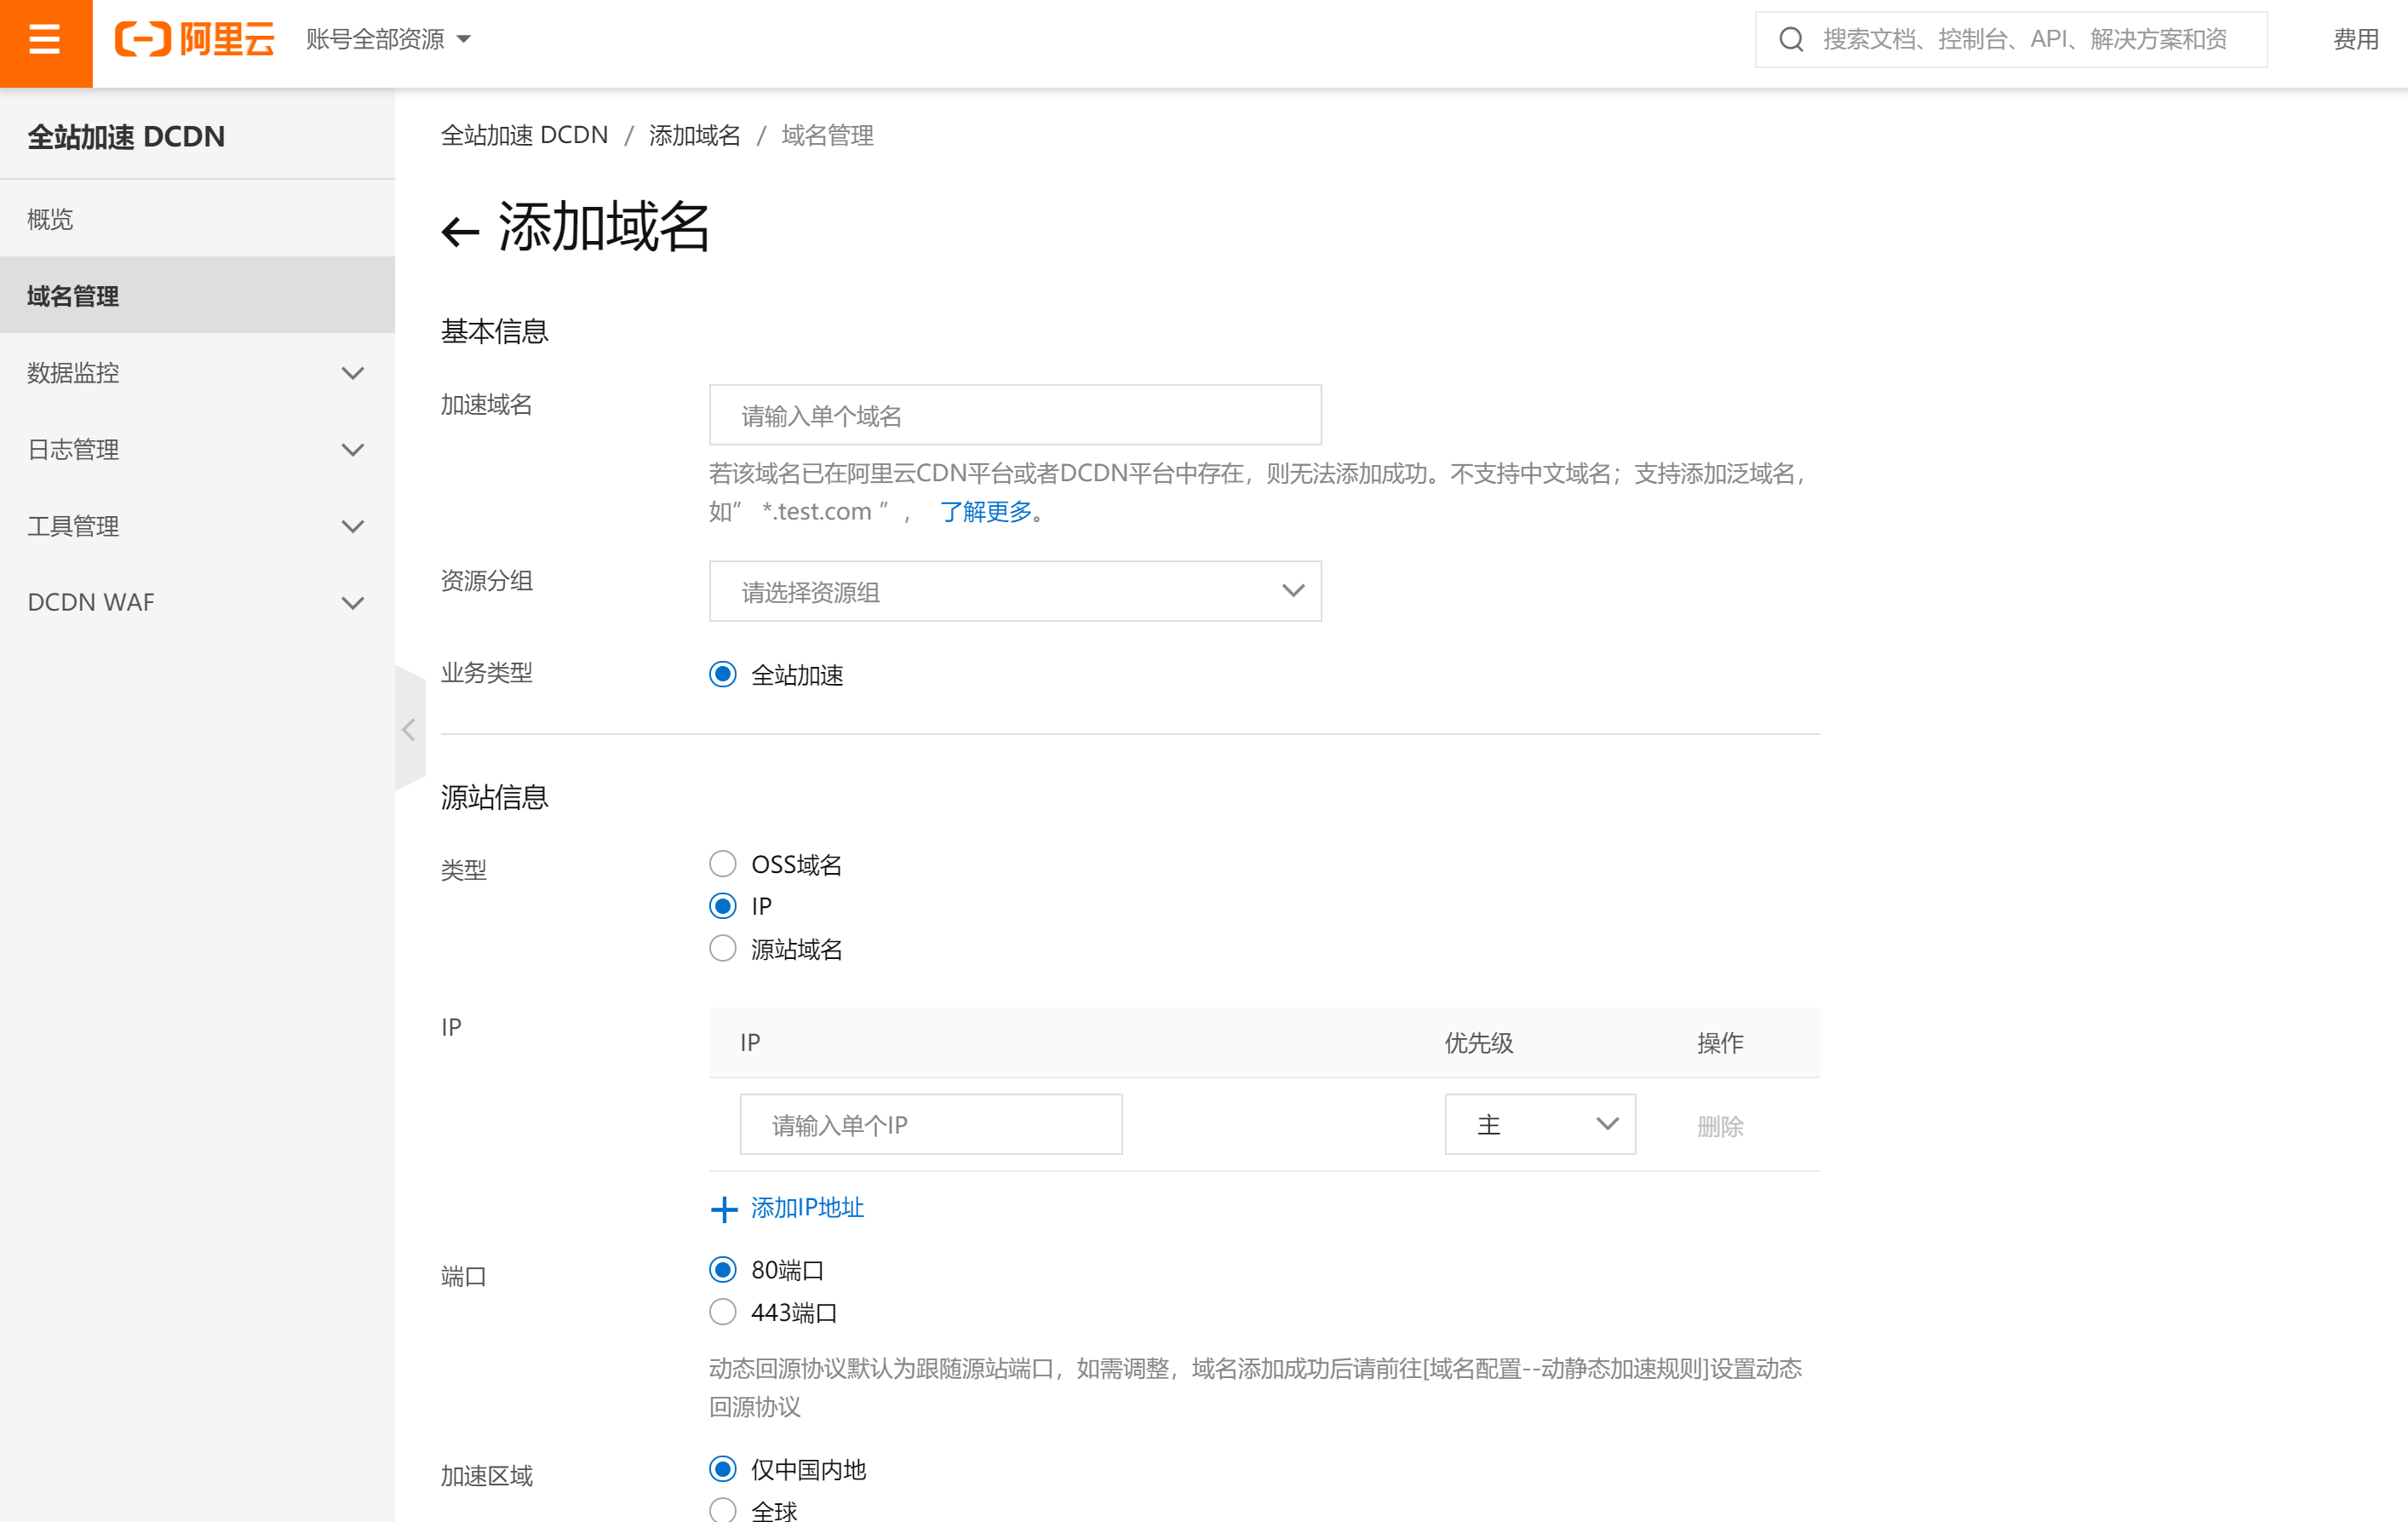 阿里云
账号全部资源
搜索文档、控制台、API、解决方案和资
费用
全站加速 DCDN
概览
域名管理
数据监控
日志管理
工具管理
DCDN WAF
全站加速 DCDN / 添加域名 / 域名管理
添加域名
基本信息
加速域名
请输入单个域名
若该域名已在阿里云CDN平台或者DCDN平台中存在，则无法添加成功。不支持中文域名；支持添加泛域名，
如” *.test.com ”， 了解更多。
资源分组
请选择资源组
业务类型
全站加速
源站信息
类型
OSS域名
IP
源站域名
IP
IP 优先级 操作
请输入单个IP 主 删除
添加IP地址
端口
80端口
443端口
动态回源协议默认为跟随源站端口，如需调整，域名添加成功后请前往[域名配置--动静态加速规则]设置动态
回源协议
加速区域
仅中国内地
全球